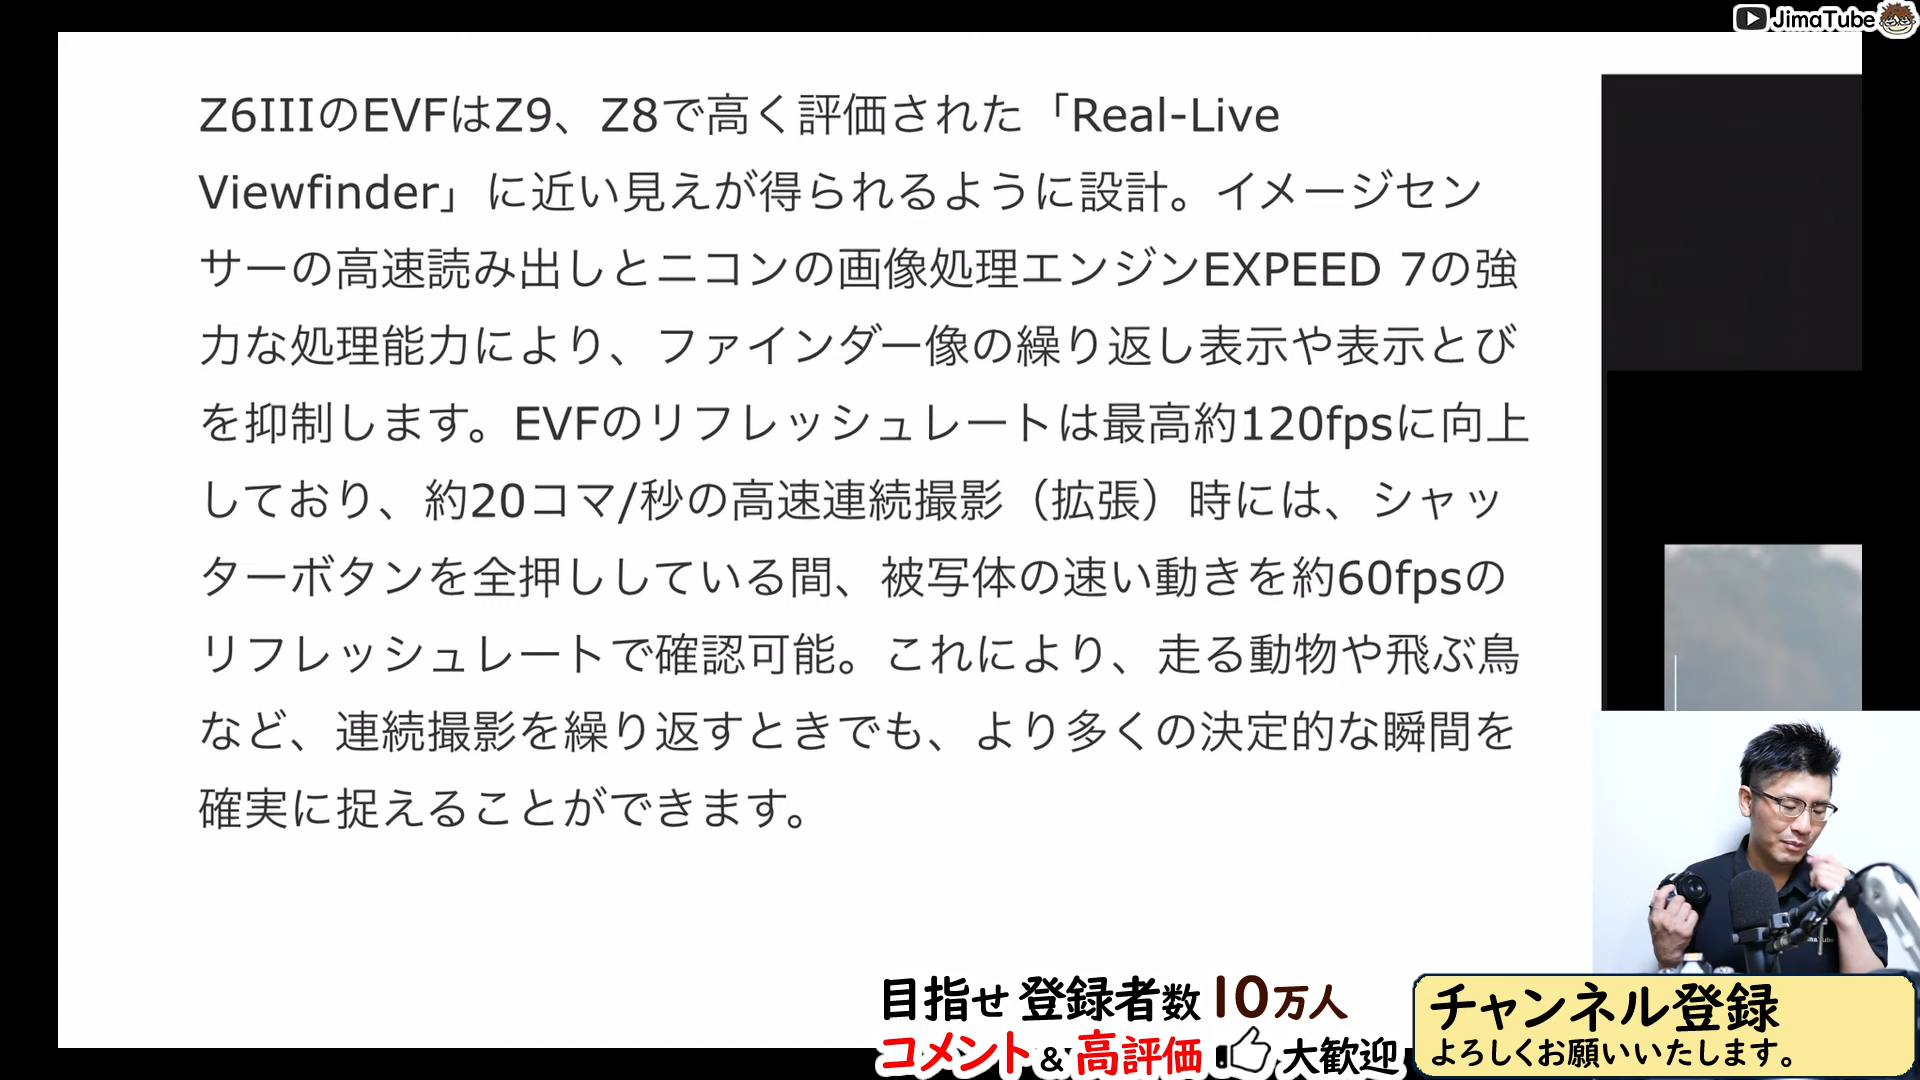 JimaTube
Z6IIIのEVFはZ9、Z8で高く評価された「Real-Live
Viewfinder」に近い見えが得られるように設計。イメージセン
サーの高速読み出しとニコンの画像処理エンジンEXPEED 7の強
力な処理能力により、ファインダー像の繰り返し表示や表示とび
を抑制します。EVFのリフレッシュレートは最高約120fpsに向上
しており、約20コマ/秒の高速連続撮影（拡張）時には、シャッ
ターボタンを全押ししている間、被写体の速い動きを約60fpsの
リフレッシュレートで確認可能。これにより、走る動物や飛ぶ鳥
など、連続撮影を繰り返すときでも、より多くの決定的な瞬間を
確実に捉えることができます。
目指せ 登録者数 10万人
コメント & 高評価 大歓迎
チャンネル登録
よろしくお願いいたします。